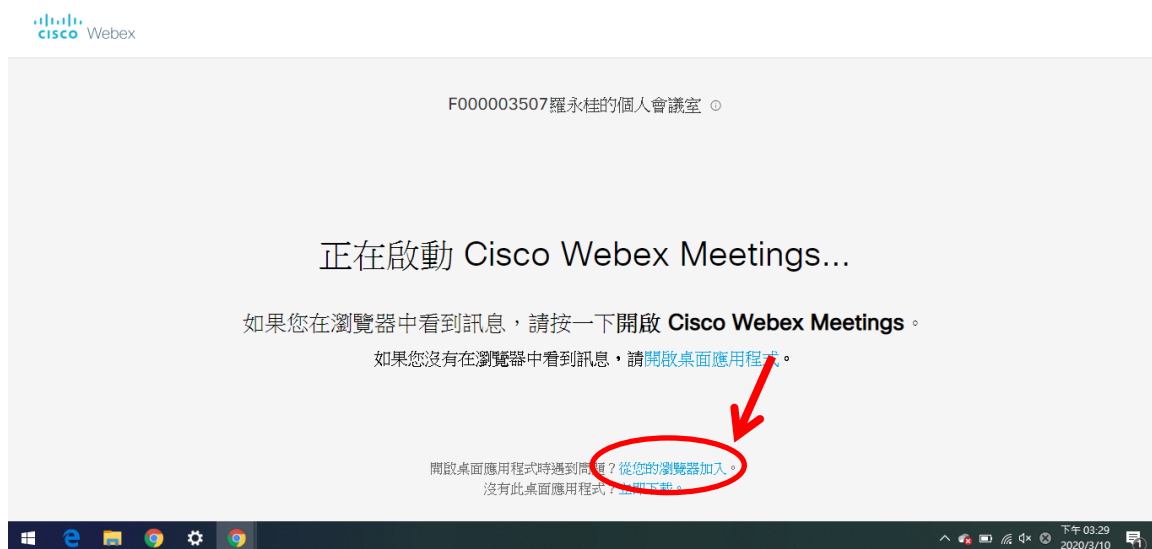 CISCO Webex
F000003507羅永桂的個人會議室
正在啟動 Cisco Webex Meetings...
如果您在瀏覽器中看到訊息，請按一下開啟 Cisco Webex Meetings。
如果您沒有在瀏覽器中看到訊息，請開啟桌面應用程式。
開啟桌面應用程式時遇到問題？從您的瀏覽器加入。
沒有此桌面應用程式？立即下載。
下午 03:29
2020/3/10